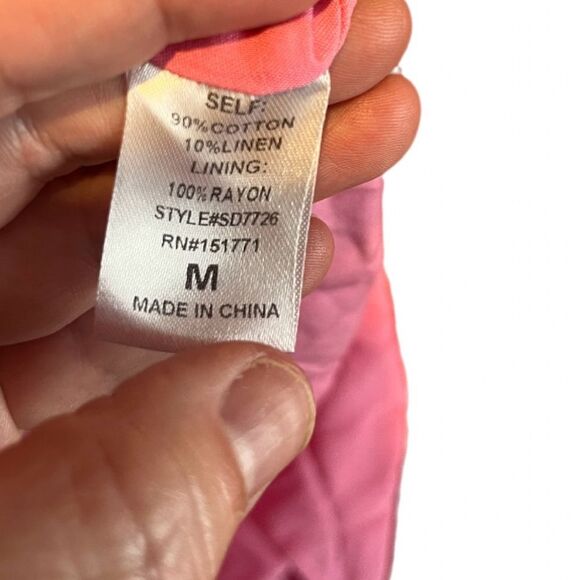 SELF:
90%COTTON
10%LINEN
LINING:
100%RAYON
STYLE#SD7726
RN#151771
M
MADE IN CHINA